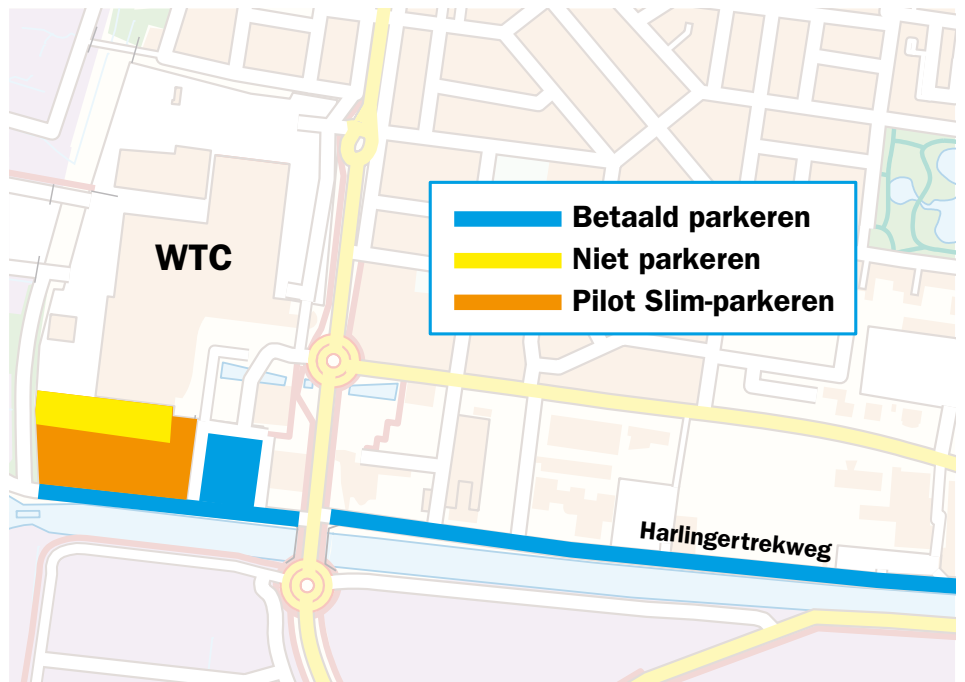 WTC
Betaald parkeren
Niet parkeren
Pilot Slim-parkeren
Harlingertrekweg